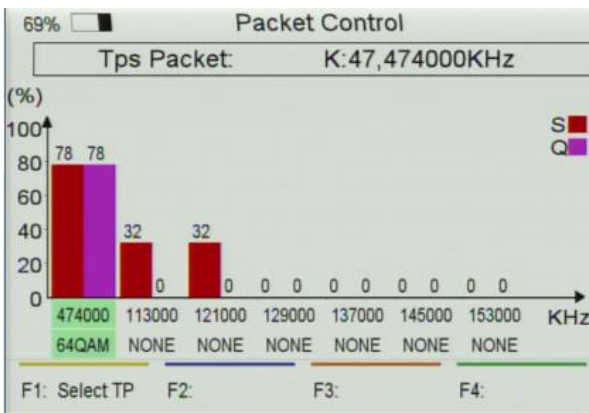 69% Packet Control
Tps Packet: K:47,474000KHz
(%)
100
S
80
78 78
Q
60
40
32 32
20
0 0 0 0 0 0 0 0 0 0
0
474000 113000 121000 129000 137000 145000 153000 KHz
64QAM NONE NONE NONE NONE NONE NONE
F1: Select TP F2: F3: F4: